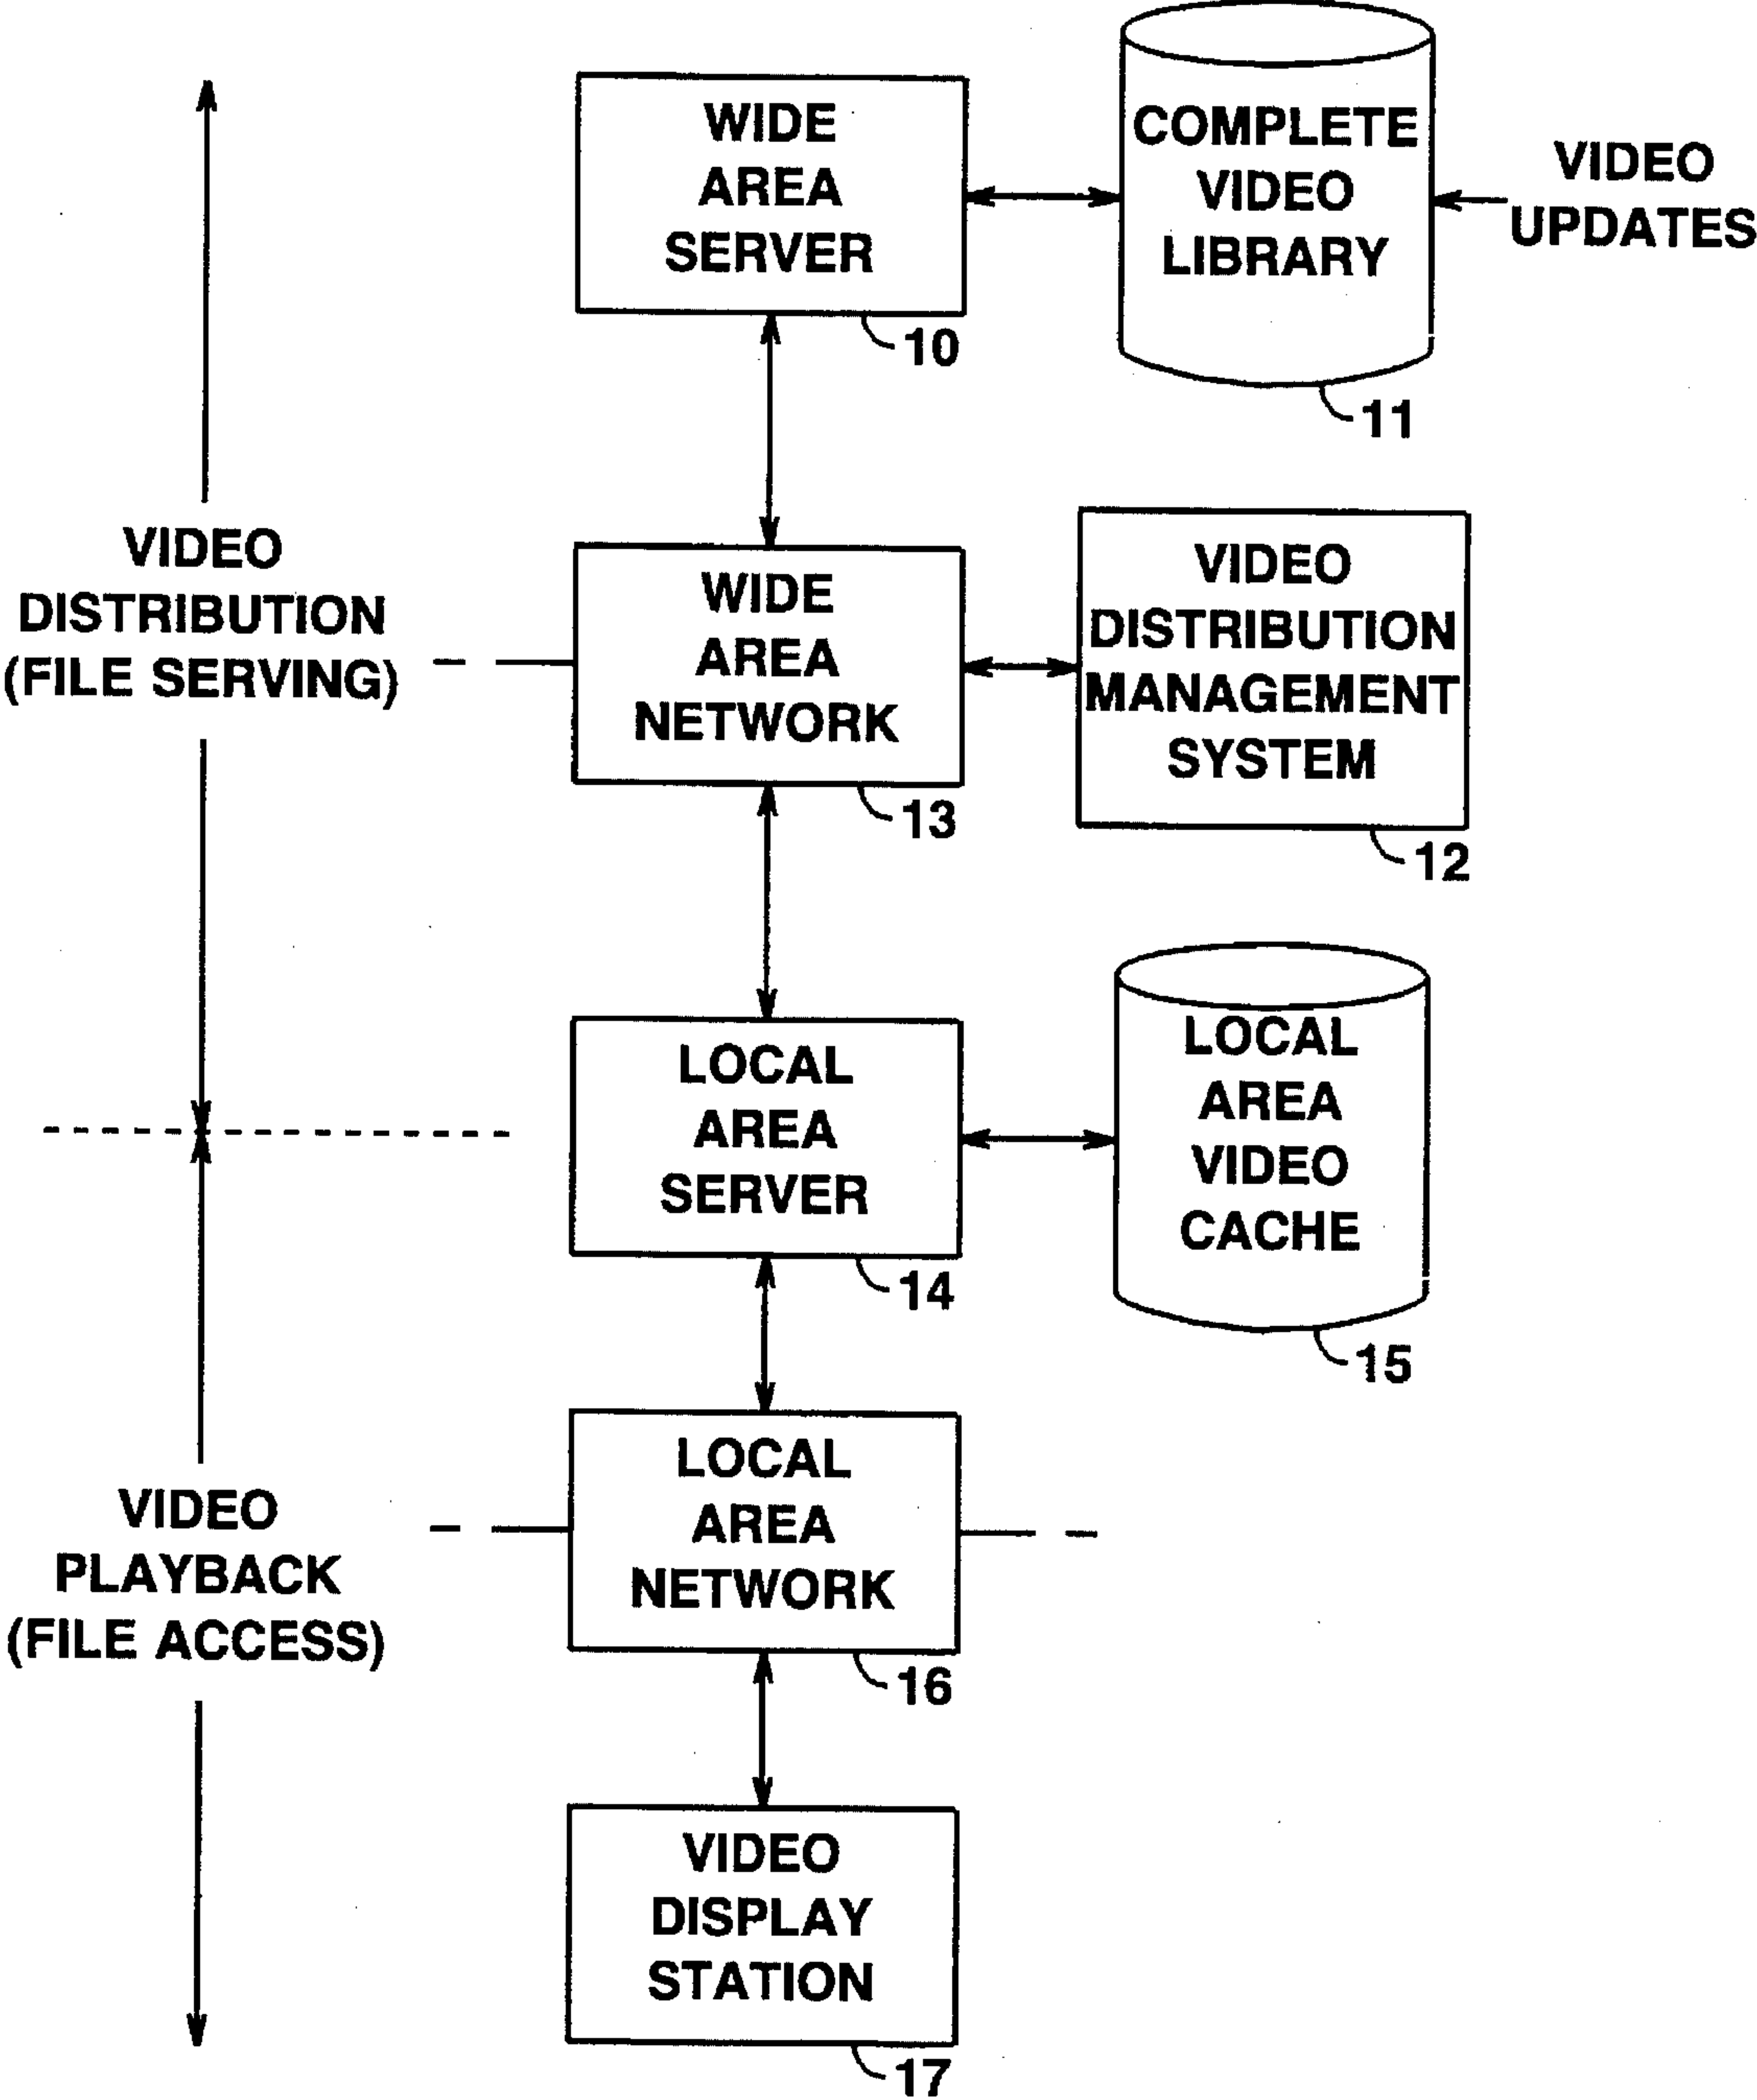 WIDE
AREA
SERVER
10
COMPLETE
VIDEO
LIBRARY
11
VIDEO
UPDATES
VIDEO
DISTRIBUTION
(FILE SERVING)
WIDE
AREA
NETWORK
13
VIDEO
DISTRIBUTION
MANAGEMENT
SYSTEM
12
LOCAL
AREA
SERVER
14
LOCAL
AREA
VIDEO
CACHE
15
VIDEO
PLAYBACK
(FILE ACCESS)
LOCAL
AREA
NETWORK
16
VIDEO
DISPLAY
STATION
17